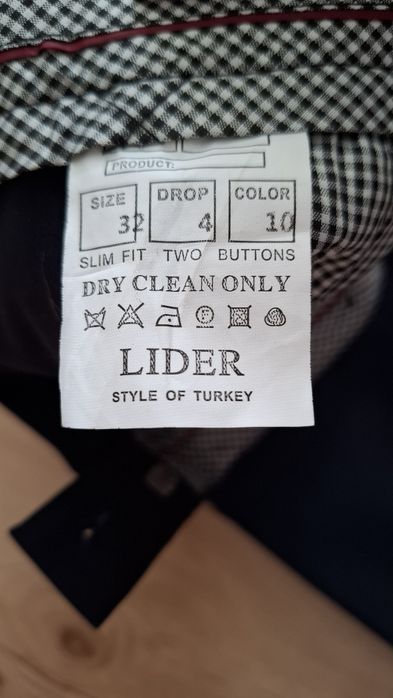 PRODUCT:
SIZE DROP COLOR
32 4 10
SLIM FIT TWO BUTTONS
DRY CLEAN ONLY
P
LIDER
STYLE OF TURKEY